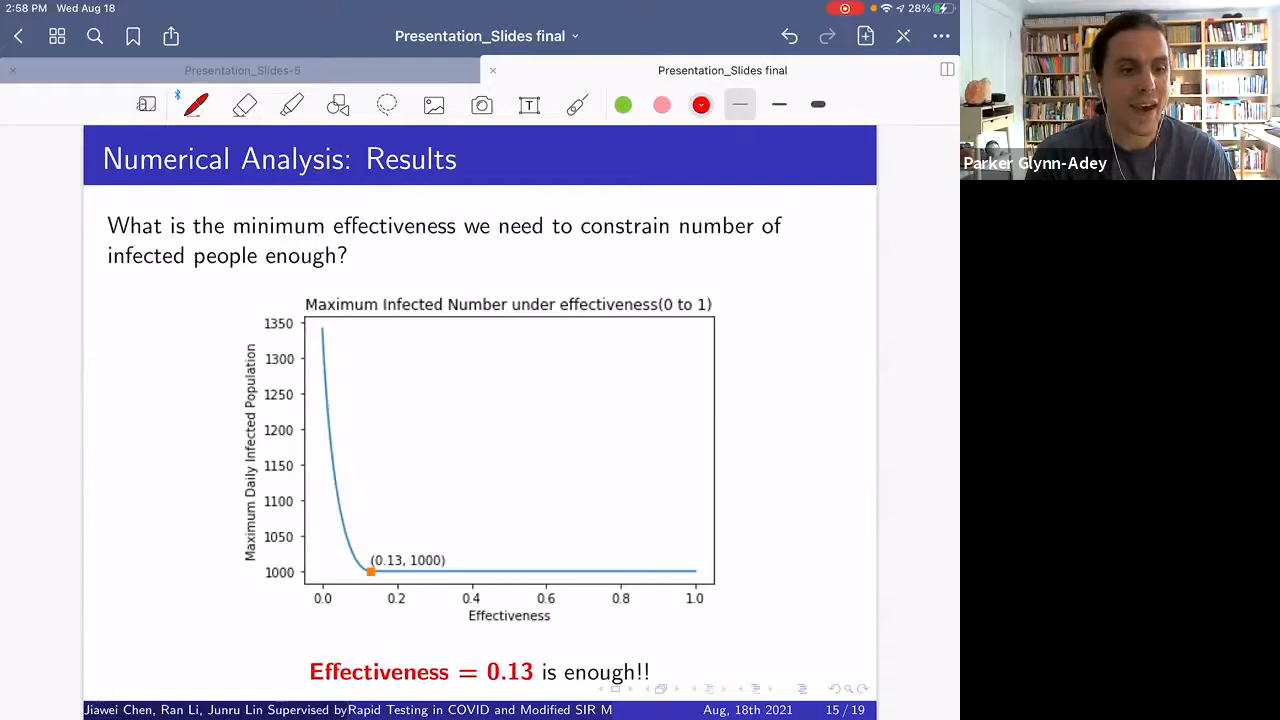 2:58 PM Wed Aug 18
28%
Presentation_Slides final
Presentation_Slides-5
Presentation_Slides final
T
Parker Glynn-Adey
Numerical Analysis: Results
What is the minimum effectiveness we need to constrain number of
infected people enough?
Maximum Infected Number under effectiveness(0 to 1)
Maximum Daily Infected Population
1350
1300
1250
1200
1150
1100
1050
1000
(0.13, 1000)
0.0 0.2 0.4 0.6 0.8 1.0
Effectiveness
Effectiveness = 0.13 is enough!!
Jiawei Chen, Ran Li, Junru Lin Supervised byRapid Testing in COVID and Modified SIR M Aug, 18th 2021 15 / 19